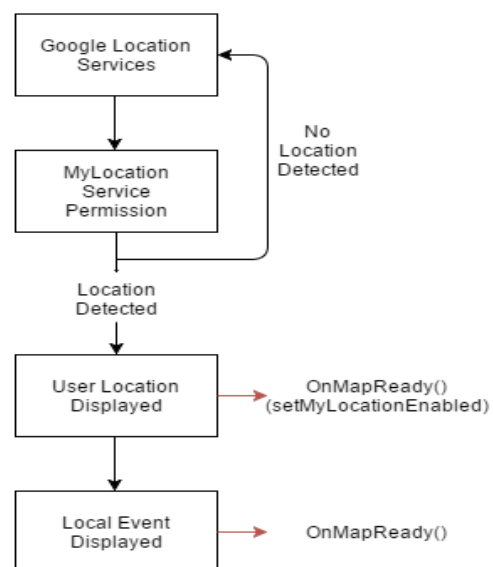 Google Location
Services
No
Location
Detected
MyLocation
Service
Permission
Location
Detected
User Location
Displayed
OnMapReady()
(setMyLocationEnabled)
Local Event
Displayed
OnMapReady()